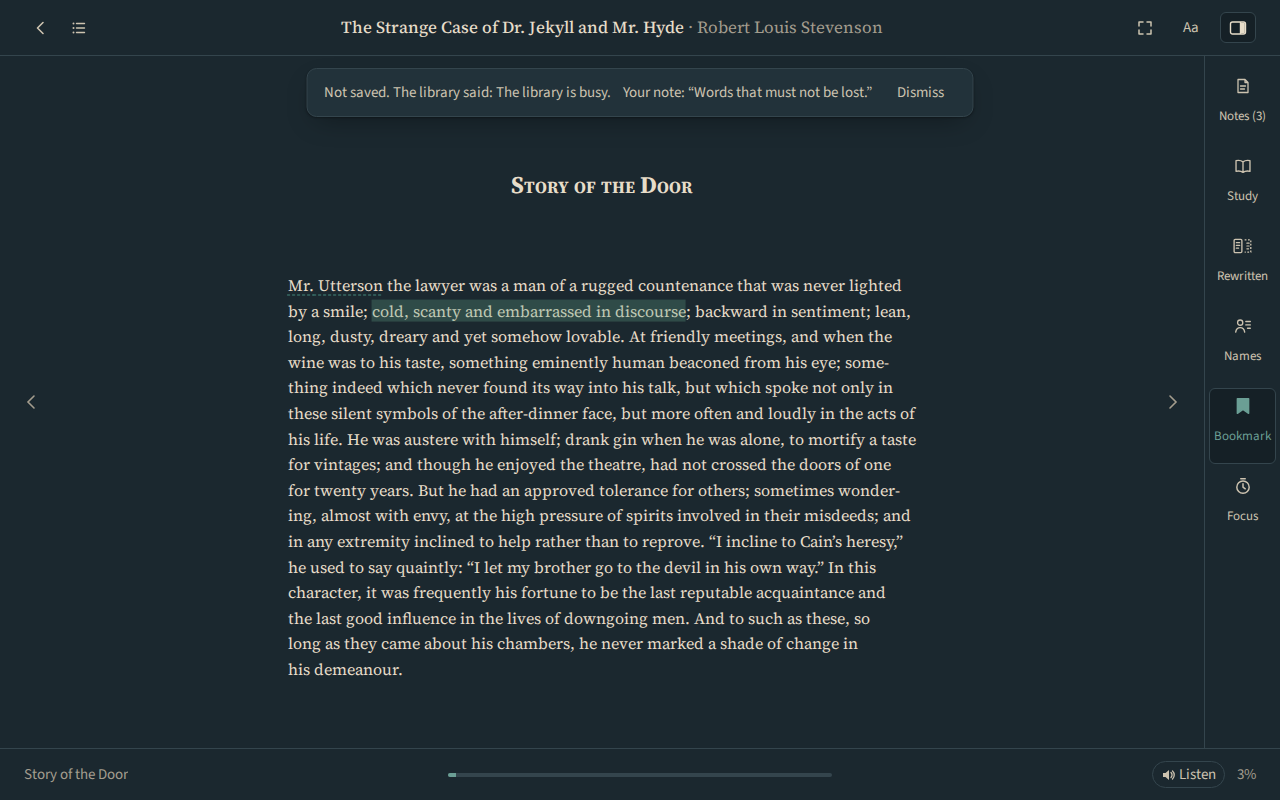 The Strange Case of Dr. Jekyll and Mr. Hyde · Robert Louis Stevenson
Aa
Not saved. The library said: The library is busy. Your note: “Words that must not be lost.” Dismiss
Notes (3)
Study
Rewritten
Names
Bookmark
Focus
Story of the Door
Mr. Utterson the lawyer was a man of a rugged countenance that was never lighted
by a smile; cold, scanty and embarrassed in discourse; backward in sentiment; lean,
long, dusty, dreary and yet somehow lovable. At friendly meetings, and when the
wine was to his taste, something eminently human beaconed from his eye; some-
thing indeed which never found its way into his talk, but which spoke not only in
these silent symbols of the after-dinner face, but more often and loudly in the acts of
his life. He was austere with himself; drank gin when he was alone, to mortify a taste
for vintages; and though he enjoyed the theatre, had not crossed the doors of one
for twenty years. But he had an approved tolerance for others; sometimes wonder-
ing, almost with envy, at the high pressure of spirits involved in their misdeeds; and
in any extremity inclined to help rather than to reprove. “I incline to Cain’s heresy,”
he used to say quaintly: “I let my brother go to the devil in his own way.” In this
character, it was frequently his fortune to be the last reputable acquaintance and
the last good influence in the lives of downgoing men. And to such as these, so
long as they came about his chambers, he never marked a shade of change in
his demeanour.
Story of the Door
Listen 3%